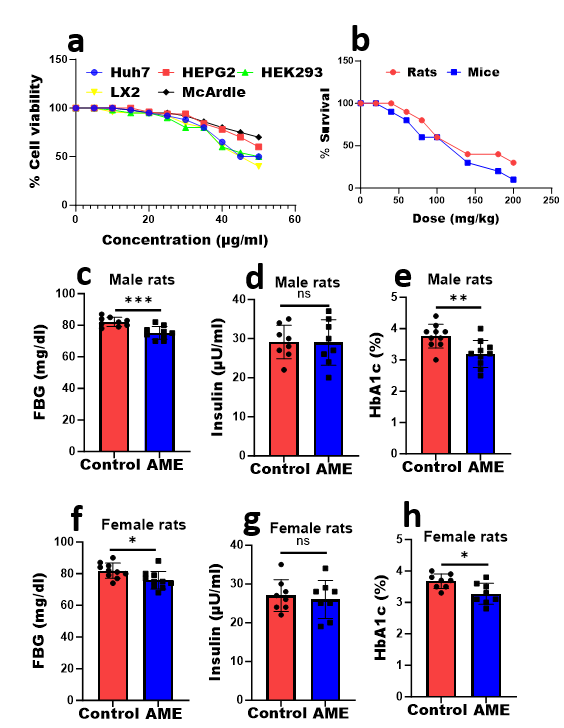 a
Huh7 HEPG2 HEK293
LX2 McArdle
% Cell viability
150
100
50
0
0 20 40 60
Concentration (µg/ml)
b
Rats Mice
% Survival
150
100
50
0
0 50 100 150 200 250
Dose (mg/kg)
c
Male rats
***
FBG (mg/dl)
100
80
60
40
20
0
Control AME
d
Male rats
ns
Insulin (µU/ml)
40
30
20
10
0
Control AME
e
Male rats
**
HbA1c (%)
5
4
3
2
1
0
Control AME
f
Female rats
*
FBG (mg/dl)
100
80
60
40
20
0
Control AME
g
Female rats
ns
Insulin (µU/ml)
40
30
20
10
0
Control AME
h
Female rats
*
HbA1c (%)
5
4
3
2
1
0
Control AME